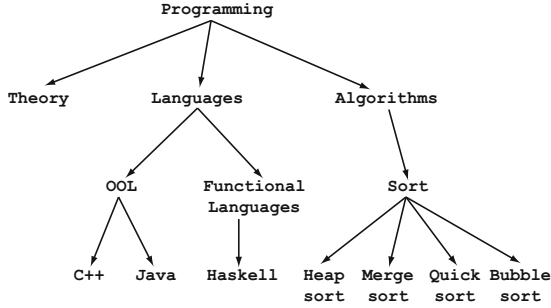 Programming
Theory Languages Algorithms
OOL Functional Languages Sort
C++ Java Haskell Heap sort Merge sort Quick sort Bubble sort